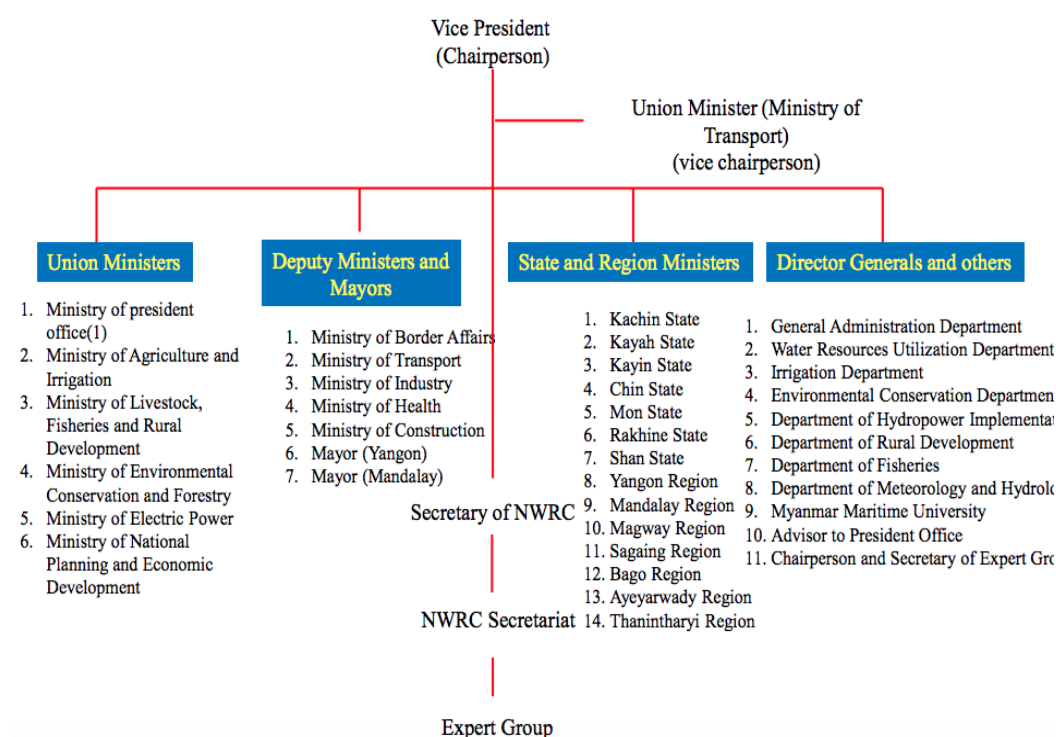 Vice President
(Chairperson)
Union Minister (Ministry of
Transport)
(vice chairperson)
Union Ministers
1. Ministry of president
office(1)
2. Ministry of Agriculture and
Irrigation
3. Ministry of Livestock,
Fisheries and Rural
Development
4. Ministry of Environmental
Conservation and Forestry
5. Ministry of Electric Power
6. Ministry of National
Planning and Economic
Development
Deputy Ministers and
Mayors
1. Ministry of Border Affairs
2. Ministry of Transport
3. Ministry of Industry
4. Ministry of Health
5. Ministry of Construction
6. Mayor (Yangon)
7. Mayor (Mandalay)
State and Region Ministers
1. Kachin State
2. Kayah State
3. Kayin State
4. Chin State
5. Mon State
6. Rakhine State
7. Shan State
8. Yangon Region
9. Mandalay Region
10. Magway Region
11. Sagaing Region
12. Bago Region
13. Ayeyarwady Region
14. Thanintharyi Region
Director Generals and others
1. General Administration Department
2. Water Resources Utilization Department
3. Irrigation Department
4. Environmental Conservation Departmen
5. Department of Hydropower Implementat
6. Department of Rural Development
7. Department of Fisheries
8. Department of Meteorology and Hydrolo
9. Myanmar Maritime University
10. Advisor to President Office
11. Chairperson and Secretary of Expert Gro
Secretary of NWRC
NWRC Secretariat
Expert Group